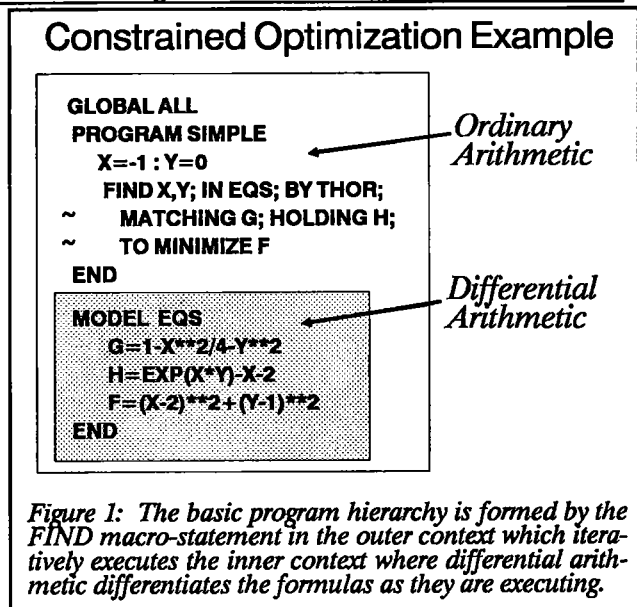 Constrained Optimization Example
GLOBAL ALL
PROGRAM SIMPLE
X=-1 : Y=0
FIND X,Y; IN EQS; BY THOR;
~ MATCHING G; HOLDING H;
~ TO MINIMIZE F
END
Ordinary
Arithmetic
MODEL EQS
G=1-X**2/4-Y**2
H=EXP(X*Y)-X-2
F=(X-2)**2+(Y-1)**2
END
Differential
Arithmetic
Figure 1: The basic program hierarchy is formed by the
FIND macro-statement in the outer context which itera-
tively executes the inner context where differential arith-
metic differentiates the formulas as they are executing.